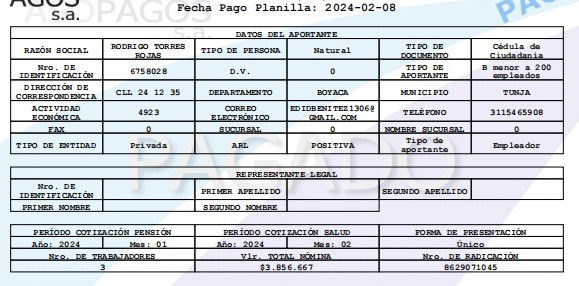 AGOS
s.a.
AOPAGOS
s.a.
PAGOS
Fecha Pago Planilla: 2024-02-08
DATOS DEL APORTANTE
RAZÓN SOCIAL RODRIGO TORRES ROJAS TIPO DE PERSONA Natural TIPO DE DOCUMENTO Cédula de Ciudadanía
Nro. DE IDENTIFICACIÓN 6758028 D.V. 0 TIPO DE APORTANTE B menor a 200 empleados
DIRECCIÓN DE CORRESPONDENCIA CLL 24 12 35 DEPARTAMENTO BOYACA MUNICIPIO TUNJA
ACTIVIDAD ECONÓMICA 4923 CORREO ELECTRÓNICO EDIDBENITEZ1306@GMAIL.COM TELÉFONO 3115465908
FAX 0 SUCURSAL 0 NOMBRE SUCURSAL 0
TIPO DE ENTIDAD Privada ARL POSITIVA Tipo de aportante Empleador
PAGADO
REPRESENTANTE LEGAL
Nro. DE IDENTIFICACIÓN PRIMER APELLIDO SEGUNDO APELLIDO
PRIMER NOMBRE SEGUNDO NOMBRE
PERÍODO COTIZACIÓN PENSIÓN PERÍODO COTIZACIÓN SALUD FORMA DE PRESENTACIÓN
Año: 2024 Mes: 01 Año: 2024 Mes: 02 Único
Nro. DE TRABAJADORES Vlr. TOTAL NÓMINA Nro. DE RADICACIÓN
3 $3.856.667 8629071045